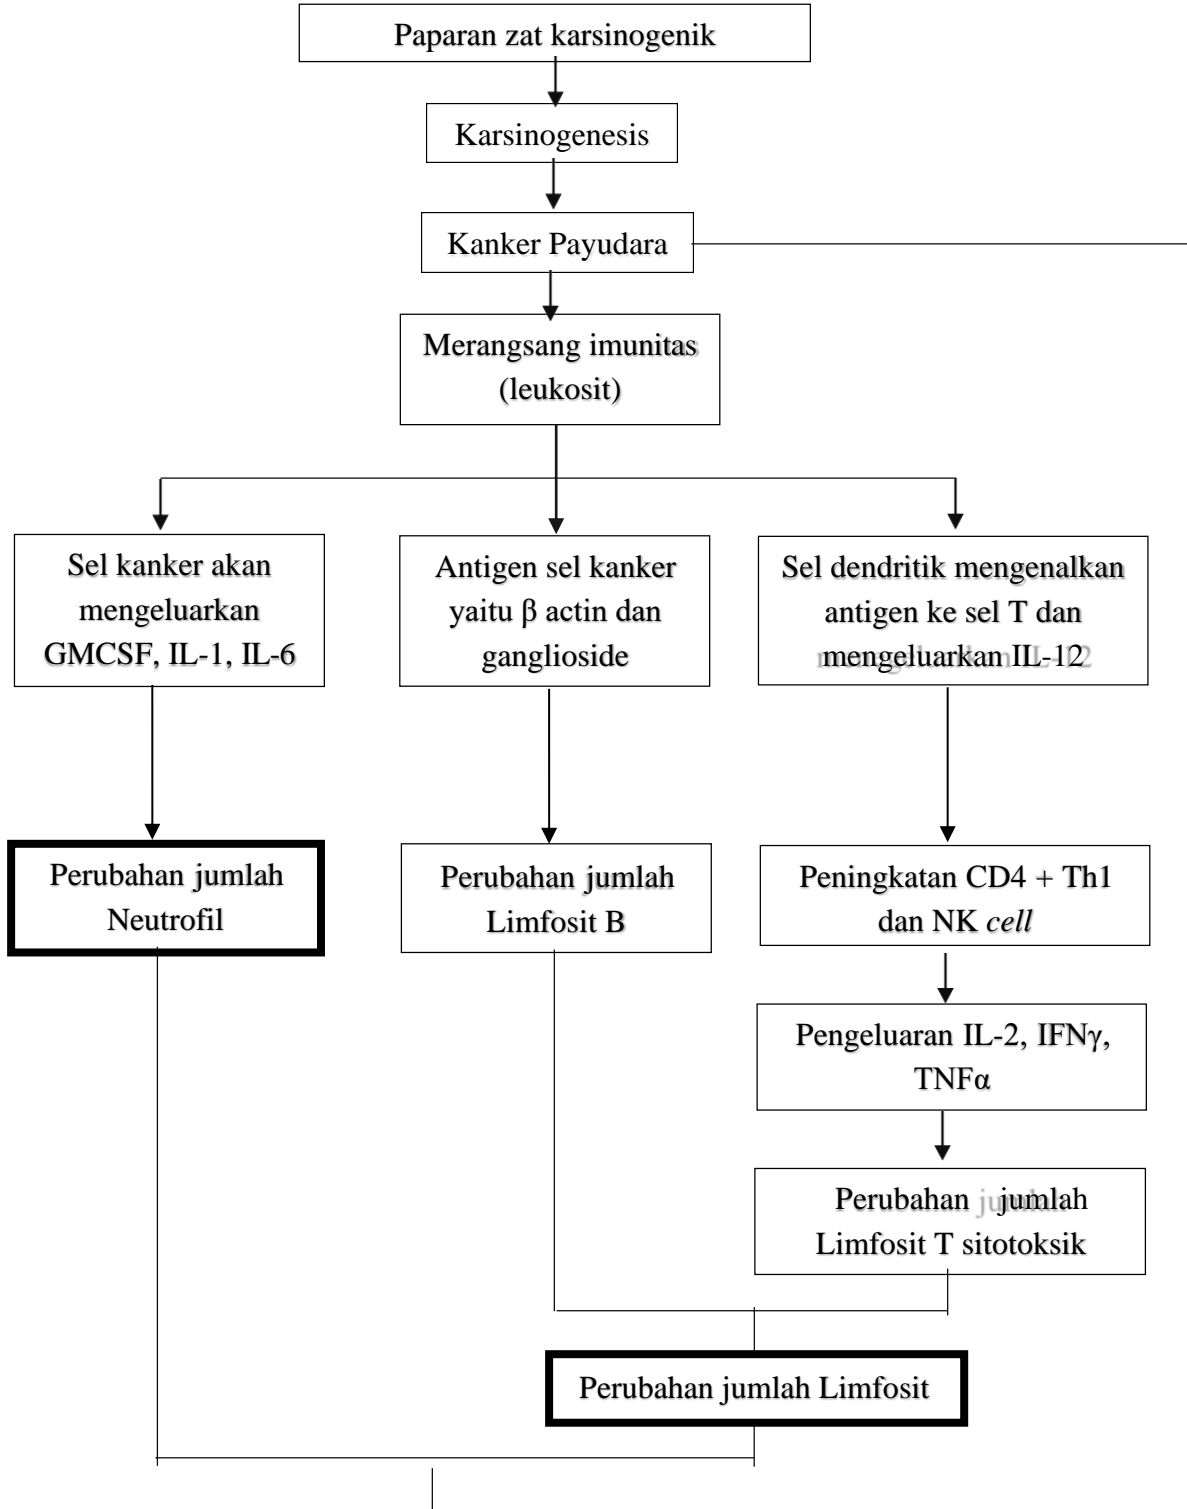 Paparan zat karsinogenik
Karsinogenesis
Kanker Payudara
Merangsang imunitas
(leukosit)
Sel kanker akan
mengeluarkan
GMCSF, IL-1, IL-6
Antigen sel kanker
yaitu β actin dan
ganglioside
Sel dendritik mengenalkan
antigen ke sel T dan
mengeluarkan IL-12
Perubahan jumlah
Neutrofil
Perubahan jumlah
Limfosit B
Peningkatan CD4 + Th1
dan NK cell
Pengeluaran IL-2, IFNγ,
TNFα
Perubahan jumlah
Limfosit T sitotoksik
Perubahan jumlah Limfosit